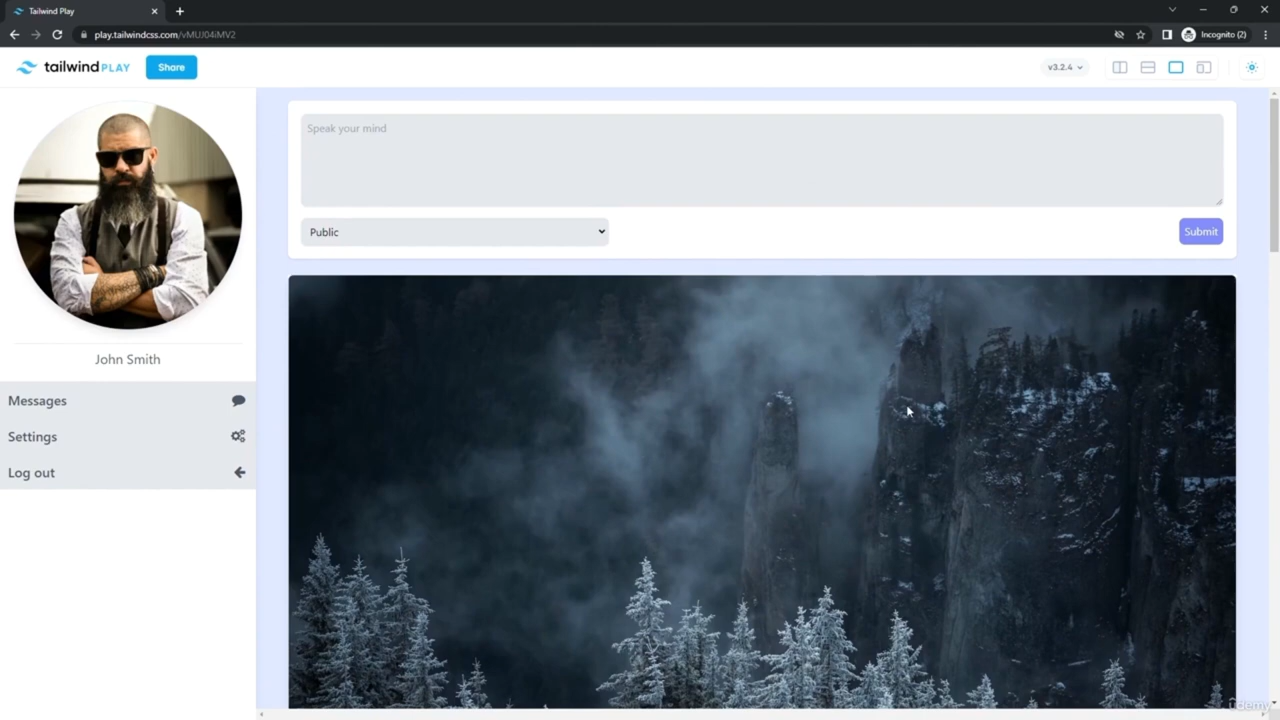 Tailwind Play
play.tailwindcss.com/vMUJ04iMV2
Incognito (2)
tailwind PLAY
Share
v3.2.4
Speak your mind
Public
Submit
John Smith
Messages
Settings
Log out
ûdemy